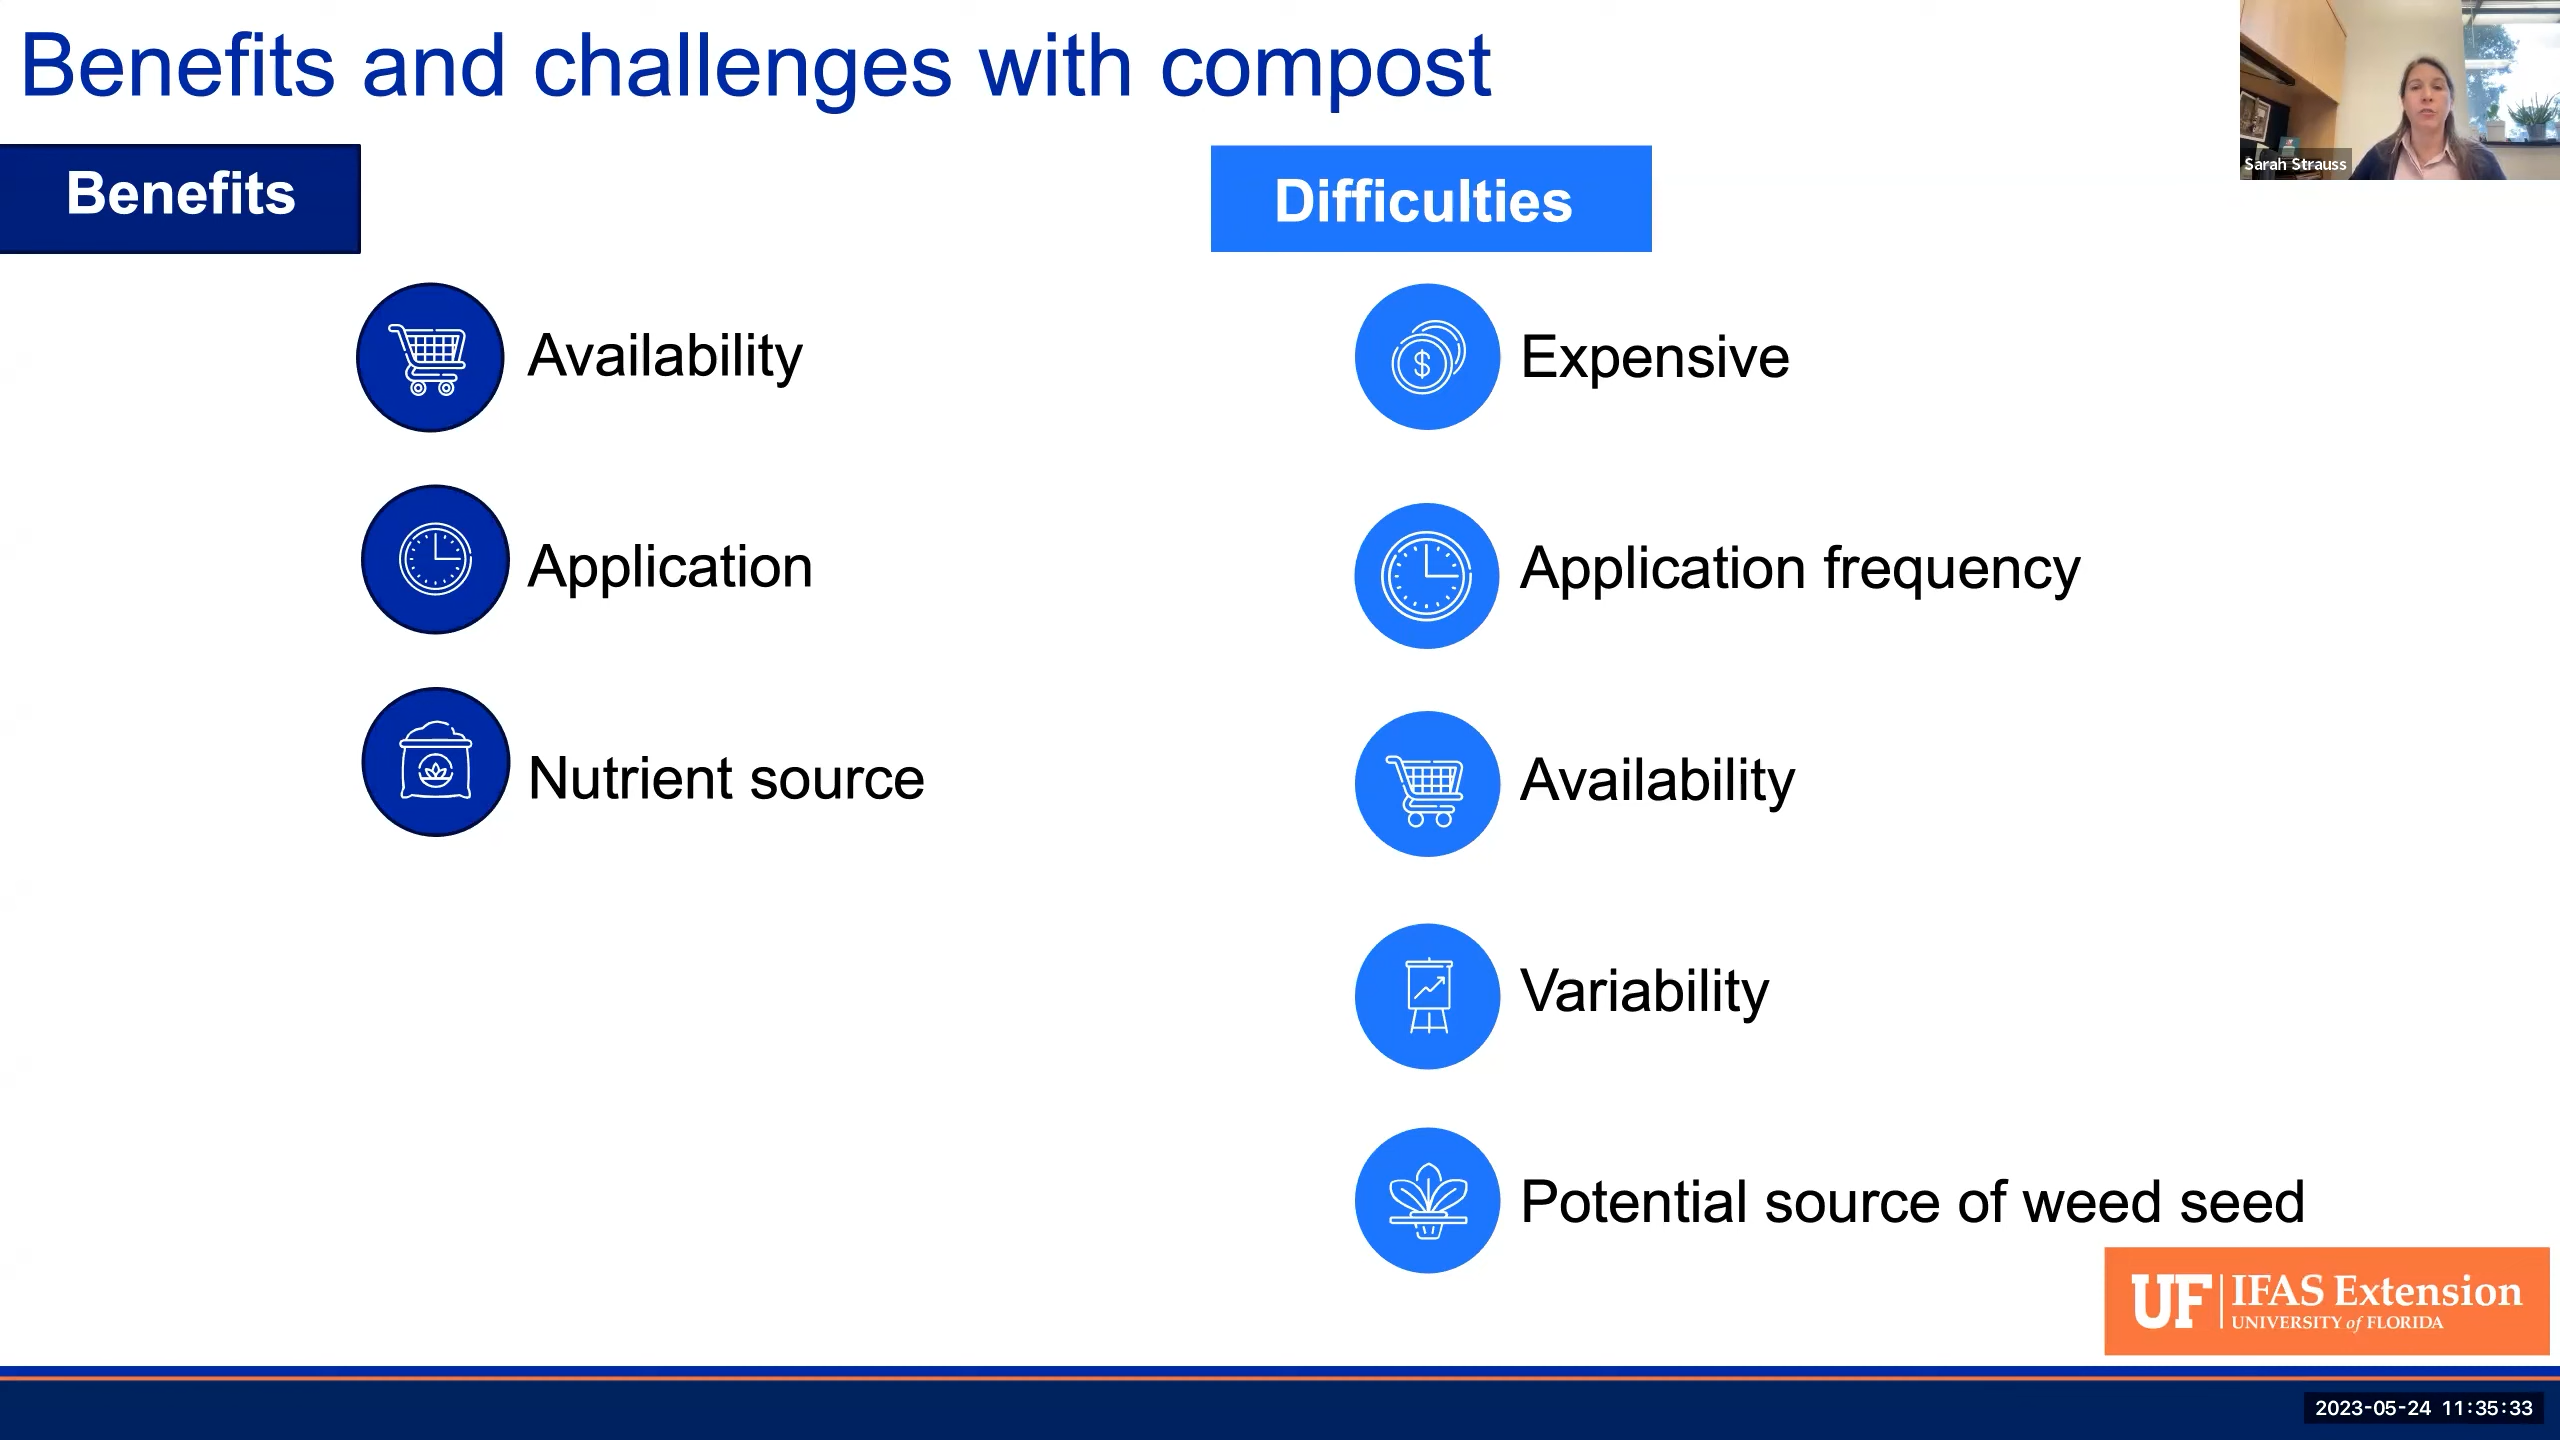 Benefits and challenges with compost
Sarah Strauss
Benefits
Availability
Application
Nutrient source
Difficulties
$
Expensive
Application frequency
Availability
Variability
Potential source of weed seed
UF IFAS Extension
UNIVERSITY of FLORIDA
2023-05-24 11:35:33